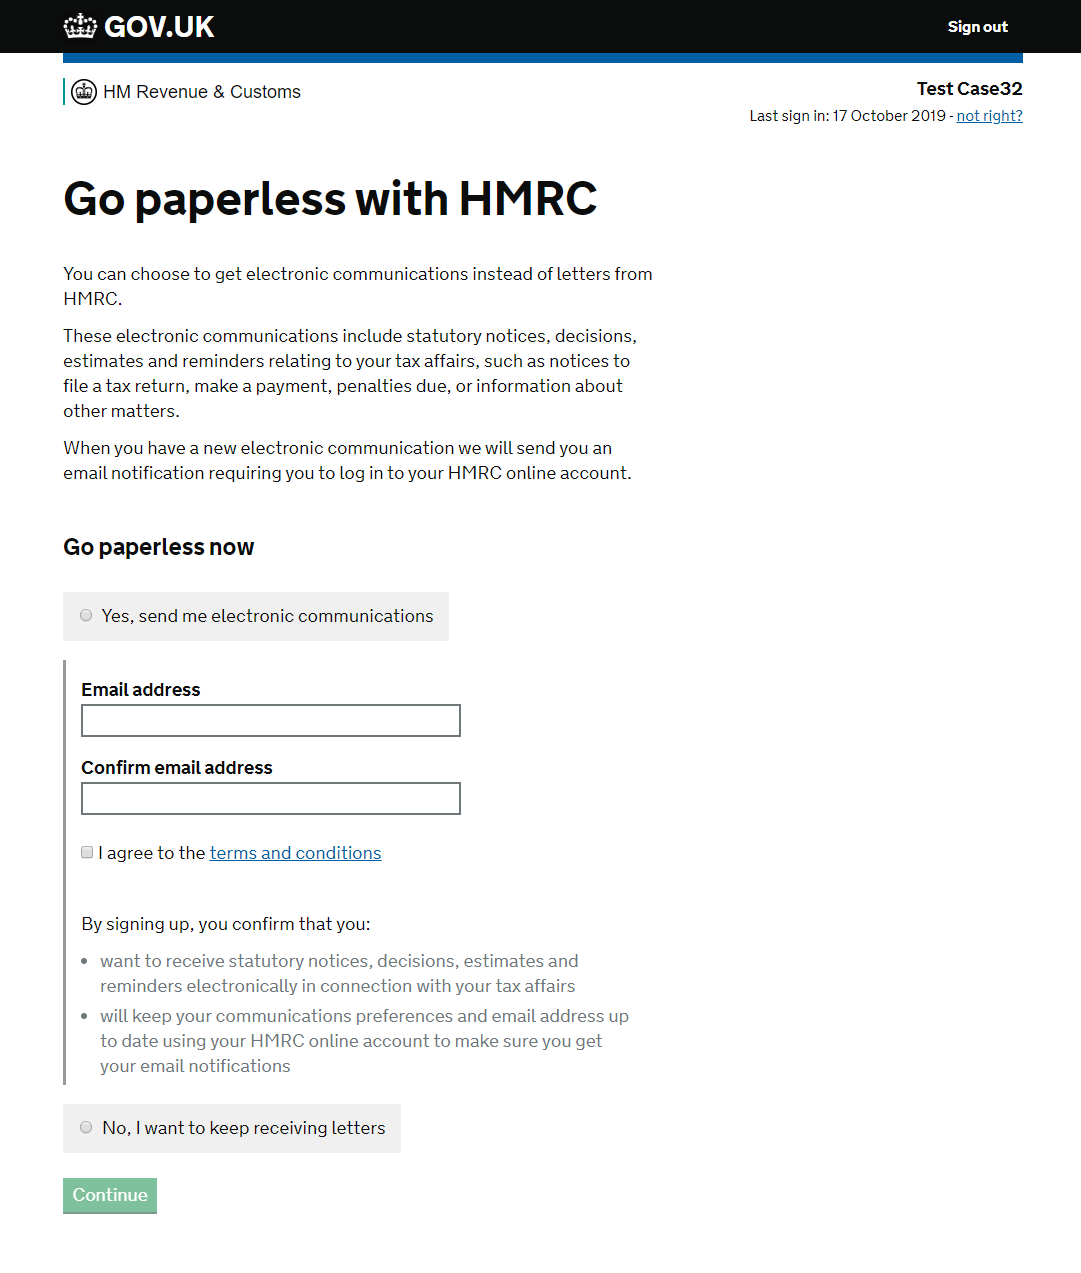 GOV.UK
Sign out
HM Revenue & Customs
Test Case32
Last sign in: 17 October 2019 - not right?
Go paperless with HMRC
You can choose to get electronic communications instead of letters from
HMRC.
These electronic communications include statutory notices, decisions,
estimates and reminders relating to your tax affairs, such as notices to
file a tax return, make a payment, penalties due, or information about
other matters.
When you have a new electronic communication we will send you an
email notification requiring you to log in to your HMRC online account.
Go paperless now
Yes, send me electronic communications
Email address
Confirm email address
I agree to the terms and conditions
By signing up, you confirm that you:
• want to receive statutory notices, decisions, estimates and
reminders electronically in connection with your tax affairs
• will keep your communications preferences and email address up
to date using your HMRC online account to make sure you get
your email notifications
No, I want to keep receiving letters
Continue